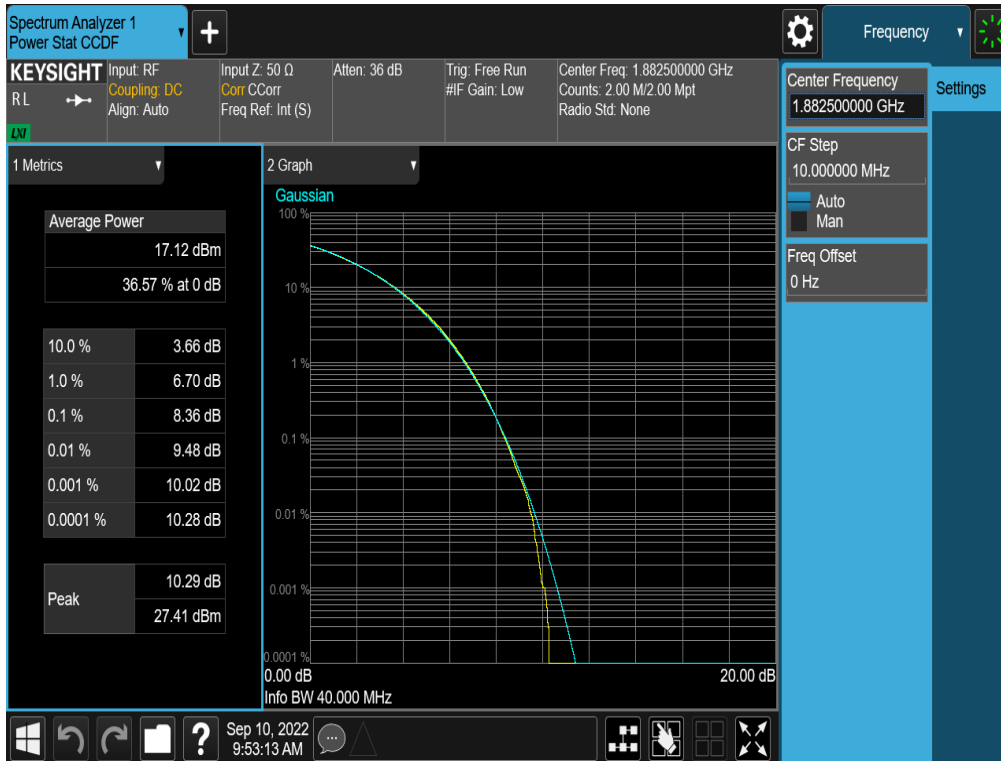 Spectrum Analyzer 1
Power Stat CCDF
Frequency
KEYSIGHT
R L
LXI
Input: RF
Coupling: DC
Align: Auto
Input Z: 50 Ω
Corr CCorr
Freq Ref: Int (S)
Atten: 36 dB
Trig: Free Run
#IF Gain: Low
Center Freq: 1.882500000 GHz
Counts: 2.00 M/2.00 Mpt
Radio Std: None
Center Frequency
1.882500000 GHz
Settings
CF Step
10.000000 MHz
Auto
Man
Freq Offset
0 Hz
1 Metrics
Average Power
17.12 dBm
36.57 % at 0 dB
10.0 % 3.66 dB
1.0 % 6.70 dB
0.1 % 8.36 dB
0.01 % 9.48 dB
0.001 % 10.02 dB
0.0001 % 10.28 dB
Peak
10.29 dB
27.41 dBm
2 Graph
Gaussian
100 %
10 %
1 %
0.1 %
0.01 %
0.001 %
0.0001 %
0.00 dB 20.00 dB
Info BW 40.000 MHz
?
Sep 10, 2022
9:53:13 AM